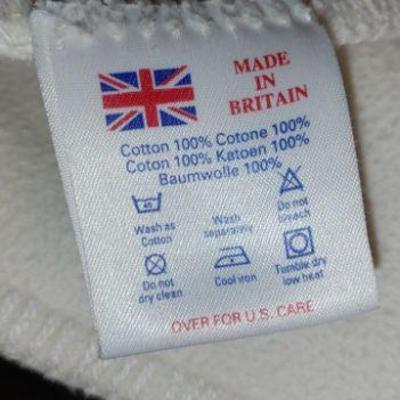 MADE
IN
BRITAIN
Cotton 100% Cotone 100%
Coton 100% Katoen 100%
Baumwolle 100%
40
Wash as
Cotton
Wash
separately
Do not
bleach
Do not
dry clean
Cool iron
Tumble dry
low heat
OVER FOR U.S. CARE